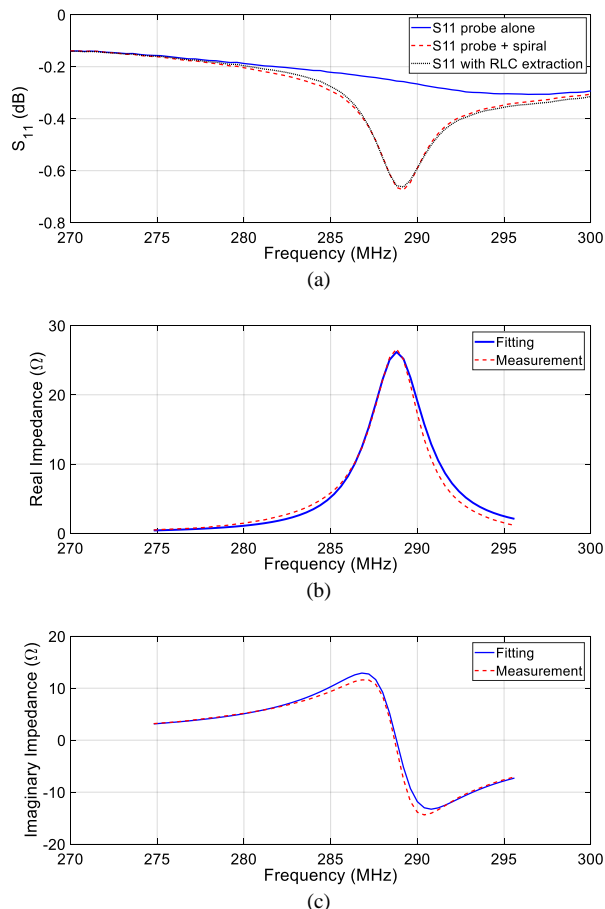 S11 probe alone
S11 probe + spiral
S11 with RLC extraction
0
-0.2
-0.4
-0.6
-0.8
S11 (dB)
270 275 280 285 290 295 300
Frequency (MHz)
(a)
Fitting
Measurement
30
20
10
0
Real Impedance (Ω)
270 275 280 285 290 295 300
Frequency (MHz)
(b)
Fitting
Measurement
20
10
0
-10
-20
Imaginary Impedance (Ω)
270 275 280 285 290 295 300
Frequency (MHz)
(c)